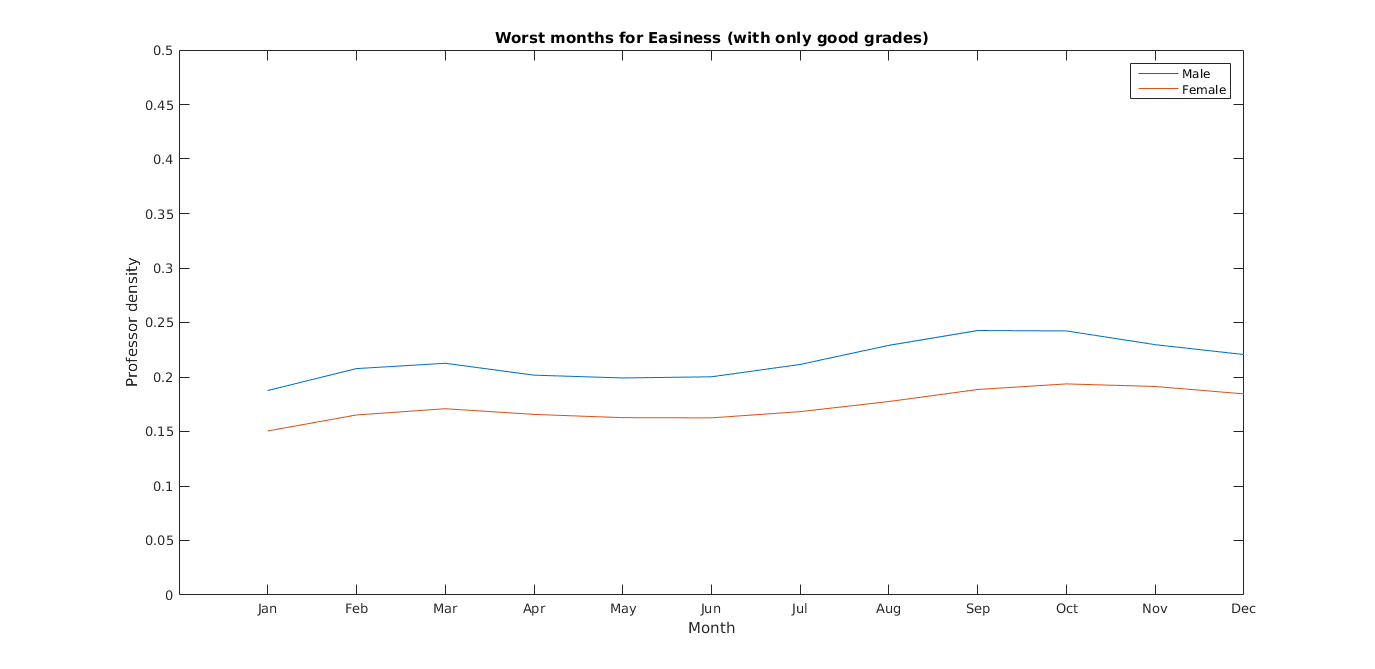 Worst months for Easiness (with only good grades)
0.5
0.45
0.4
0.35
0.3
0.25
0.2
0.15
0.1
0.05
0
Professor density
Male
Female
Jan Feb Mar Apr May Jun Jul Aug Sep Oct Nov Dec
Month